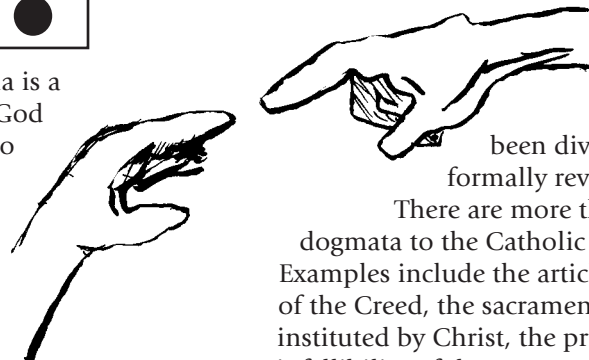 a is a
God
o
been div
formally rev
There are more th
dogmata to the Catholic
Examples include the artic
of the Creed, the sacramen
instituted by Christ, the pr